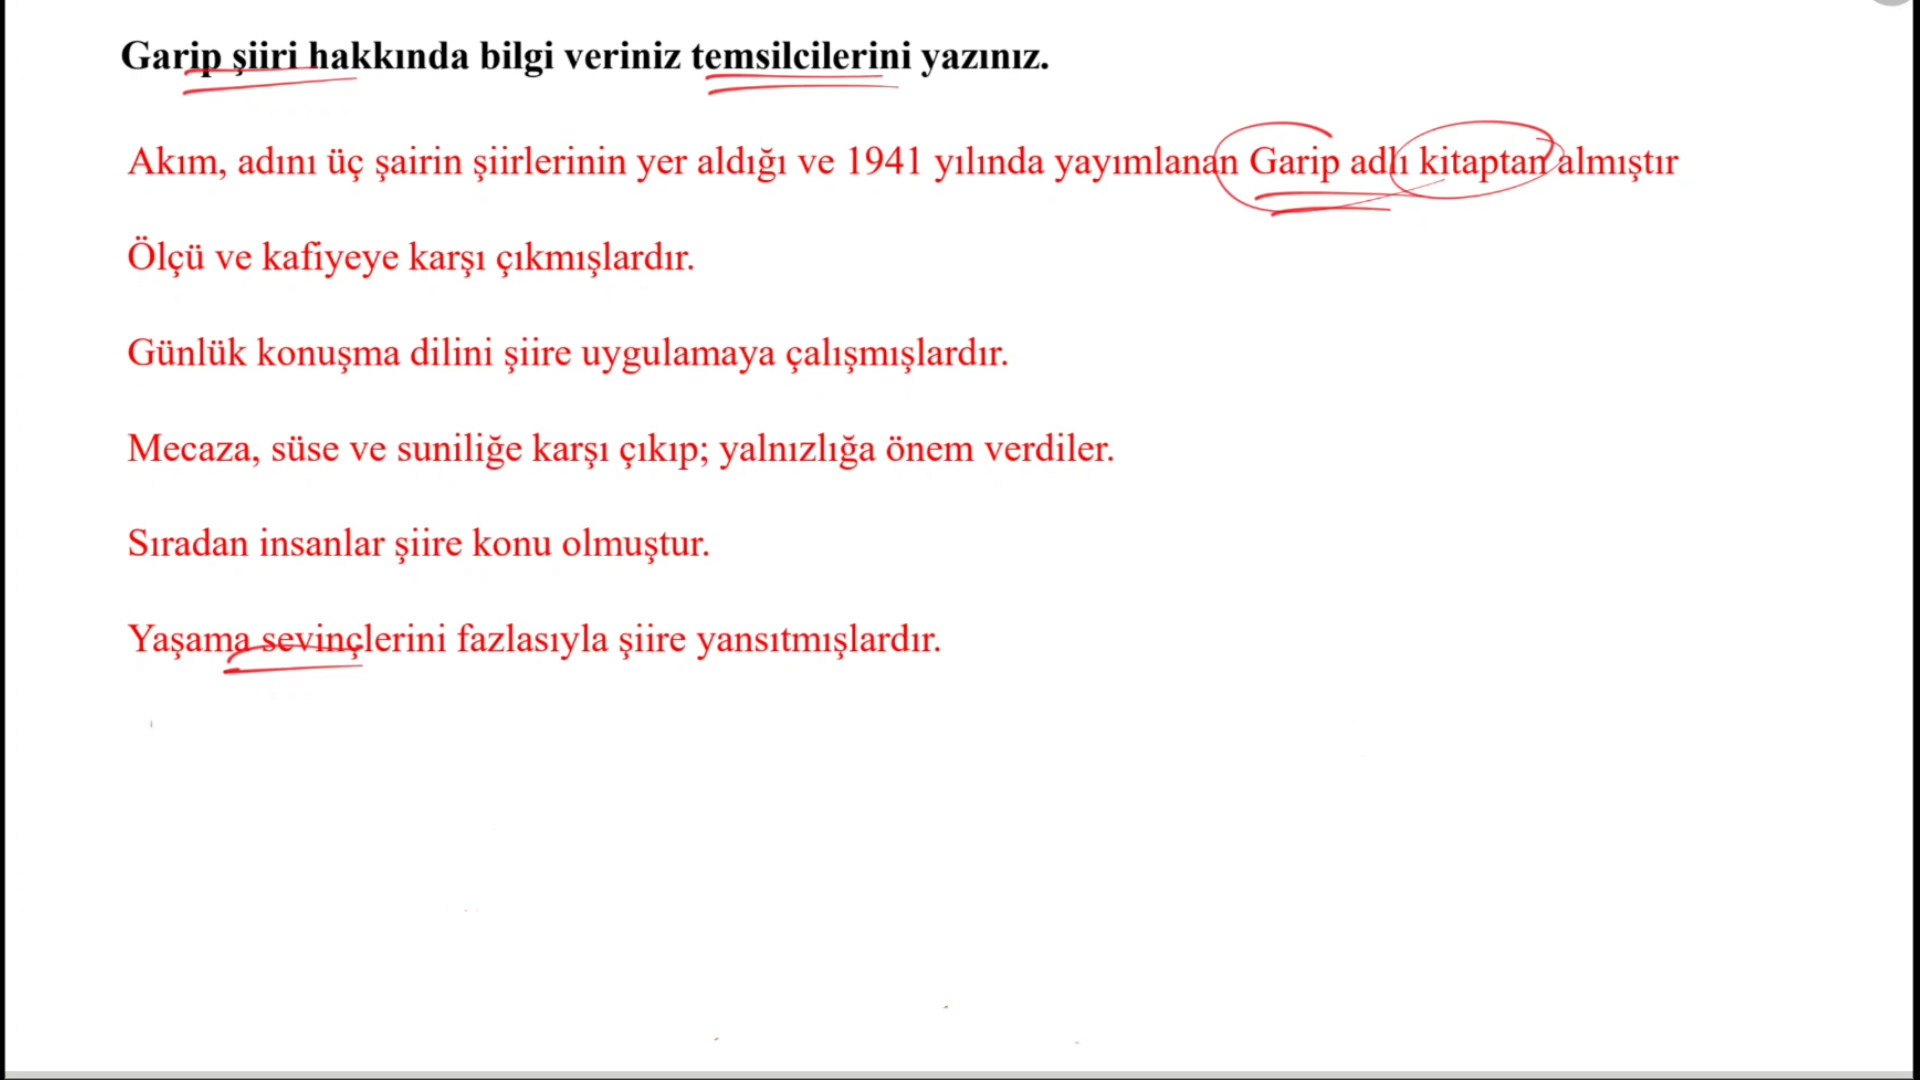 Garip şiiri hakkında bilgi veriniz temsilcilerini yazınız.
Akım, adını üç şairin şiirlerinin yer aldığı ve 1941 yılında yayımlanan Garip adlı kitaptan almıştır
Ölçü ve kafiyeye karşı çıkmışlardır.
Günlük konuşma dilini şiire uygulamaya çalışmışlardır.
Mecaza, süse ve suniliğe karşı çıkıp; yalnızlığa önem verdiler.
Sıradan insanlar şiire konu olmuştur.
Yaşama sevinçlerini fazlasıyla şiire yansıtmışlardır.